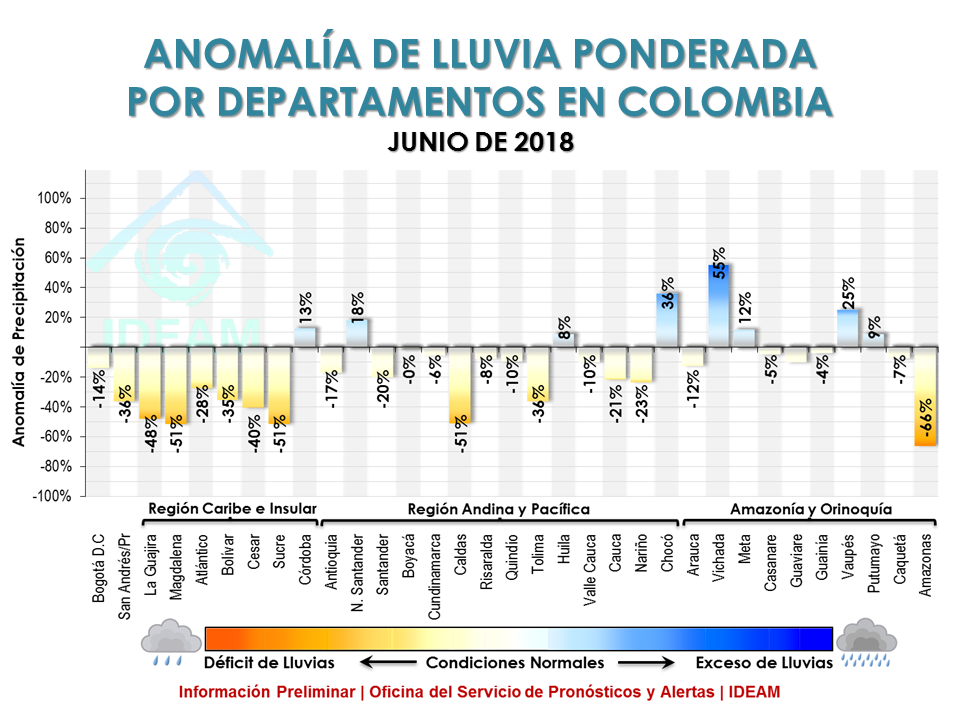 ANOMALÍA DE LLUVIA PONDERADA
POR DEPARTAMENTOS EN COLOMBIA
JUNIO DE 2018
Anomalía de Precipitación
100%
80%
60%
40%
20%
-20%
-40%
-60%
-80%
-100%
IDEAM
-14%
-36%
-48%
-51%
-28%
-35%
-40%
-51%
13%
-17%
18%
-20%
-0%
-6%
-51%
-8%
-10%
-36%
8%
-10%
-21%
-23%
36%
-12%
55%
12%
-5%
-4%
25%
9%
-7%
-66%
Región Caribe e Insular
Región Andina y Pacífica
Amazonía y Orinoquía
Bogotá D.C
San Andrés/Pr
La Guajira
Magdalena
Atlántico
Bolívar
Cesar
Sucre
Córdoba
Antioquia
N. Santander
Santander
Boyacá
Cundinamarca
Caldas
Risaralda
Quindío
Tolima
Huila
Valle Cauca
Cauca
Nariño
Chocó
Arauca
Vichada
Meta
Casanare
Guaviare
Guainía
Vaupés
Putumayo
Caquetá
Amazonas
Déficit de Lluvias
Condiciones Normales
Exceso de Lluvias
Información Preliminar | Oficina del Servicio de Pronósticos y Alertas | IDEAM